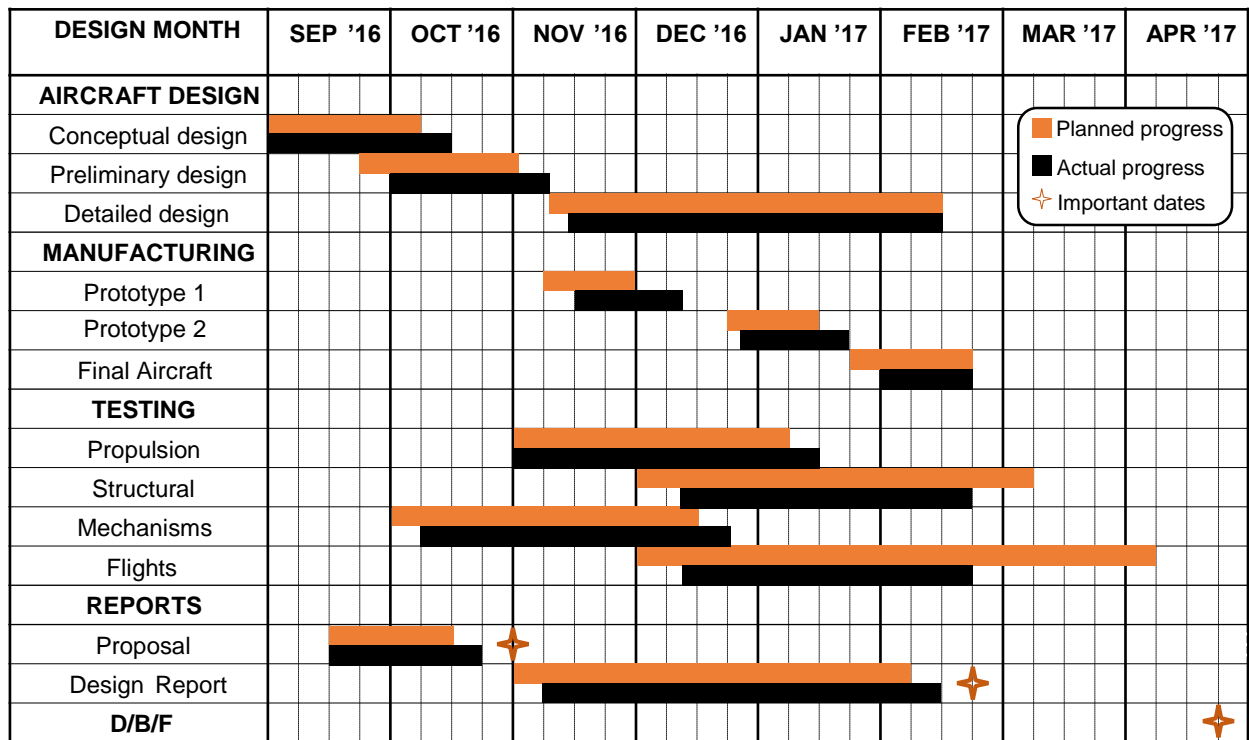 DESIGN MONTH SEP ’16 OCT ’16 NOV ’16 DEC ’16 JAN ’17 FEB ’17 MAR ’17 APR ’17
AIRCRAFT DESIGN
Conceptual design
Preliminary design
Detailed design
MANUFACTURING
Prototype 1
Prototype 2
Final Aircraft
TESTING
Propulsion
Structural
Mechanisms
Flights
REPORTS
Proposal
Design Report
D/B/F
Planned progress
Actual progress
Important dates